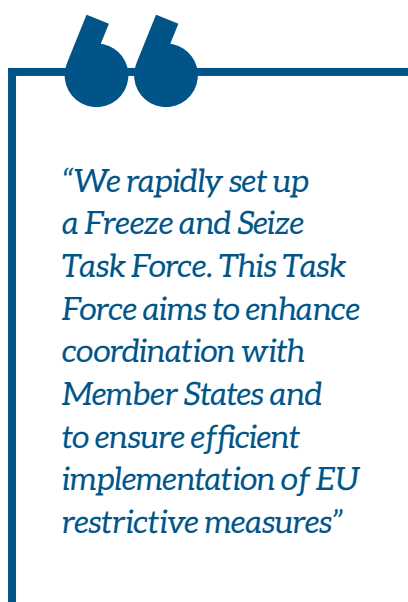 “We rapidly set up
a Freeze and Seize
Task Force. This Task
Force aims to enhance
coordination with
Member States and
to ensure efficient
implementation of EU
restrictive measures”